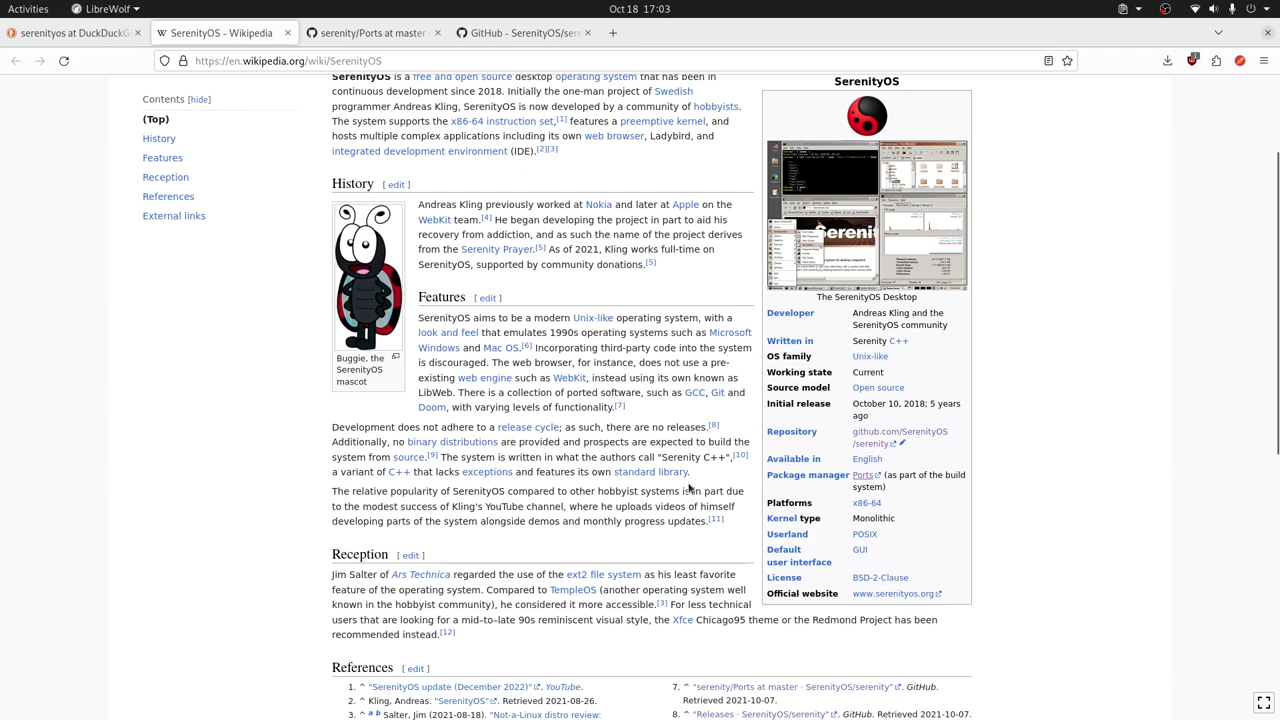 Activities
LibreWolf
Oct 18 17:03
serenityos at DuckDuckG
SerenityOS - Wikipedia
serenity/Ports at master
GitHub - SerenityOS/sere
https://en.wikipedia.org/wiki/SerenityOS
Contents [hide]
(Top)
History
Features
Reception
References
External links
SerenityOS is a free and open source desktop operating system that has been in
continuous development since 2018. Initially the one-man project of Swedish
programmer Andreas Kling, SerenityOS is now developed by a community of hobbyists.
The system supports the x86-64 instruction set,[1] features a preemptive kernel, and
hosts multiple complex applications including its own web browser, Ladybird, and
integrated development environment (IDE).[2][3]
History [ edit ]
Buggie, the
SerenityOS
mascot
Andreas Kling previously worked at Nokia and later at Apple on the
WebKit team.[4] He began developing the project in part to aid his
recovery from addiction, and as such the name of the project derives
from the Serenity Prayer.[5] As of 2021, Kling works full-time on
SerenityOS, supported by community donations.[5]
Features [ edit ]
SerenityOS aims to be a modern Unix-like operating system, with a
look and feel that emulates 1990s operating systems such as Microsoft
Windows and Mac OS.[6] Incorporating third-party code into the system
is discouraged. The web browser, for instance, does not use a pre-
existing web engine such as WebKit, instead using its own known as
LibWeb. There is a collection of ported software, such as GCC, Git and
Doom, with varying levels of functionality.[7]
Development does not adhere to a release cycle; as such, there are no releases.[8]
Additionally, no binary distributions are provided and prospects are expected to build the
system from source.[9] The system is written in what the authors call "Serenity C++",[10]
a variant of C++ that lacks exceptions and features its own standard library.
The relative popularity of SerenityOS compared to other hobbyist systems is in part due
to the modest success of Kling's YouTube channel, where he uploads videos of himself
developing parts of the system alongside demos and monthly progress updates.[11]
Reception [ edit ]
Jim Salter of Ars Technica regarded the use of the ext2 file system as his least favorite
feature of the operating system. Compared to TempleOS (another operating system well
known in the hobbyist community), he considered it more accessible.[3] For less technical
users that are looking for a mid–to–late 90s reminiscent visual style, the Xfce Chicago95 theme or the Redmond Project has been
recommended instead.[12]
References [ edit ]
1. ^ "SerenityOS update (December 2022)". YouTube.
2. ^ Kling, Andreas. "SerenityOS". Retrieved 2021-08-26.
3. ^ a b Salter, Jim (2021-08-18). "Not-a-Linux distro review:
7. ^ "serenity/Ports at master · SerenityOS/serenity". GitHub.
Retrieved 2021-10-07.
8. ^ "Releases · SerenityOS/serenity". GitHub. Retrieved 2021-10-07.
SerenityOS
Serenit
The SerenityOS Desktop
Developer Andreas Kling and the
SerenityOS community
Written in Serenity C++
OS family Unix-like
Working state Current
Source model Open source
Initial release October 10, 2018; 5 years
ago
Repository github.com/SerenityOS
/serenity
Available in English
Package manager Ports (as part of the build
system)
Platforms x86-64
Kernel type Monolithic
Userland POSIX
Default GUI
user interface
License BSD-2-Clause
Official website www.serenityos.org